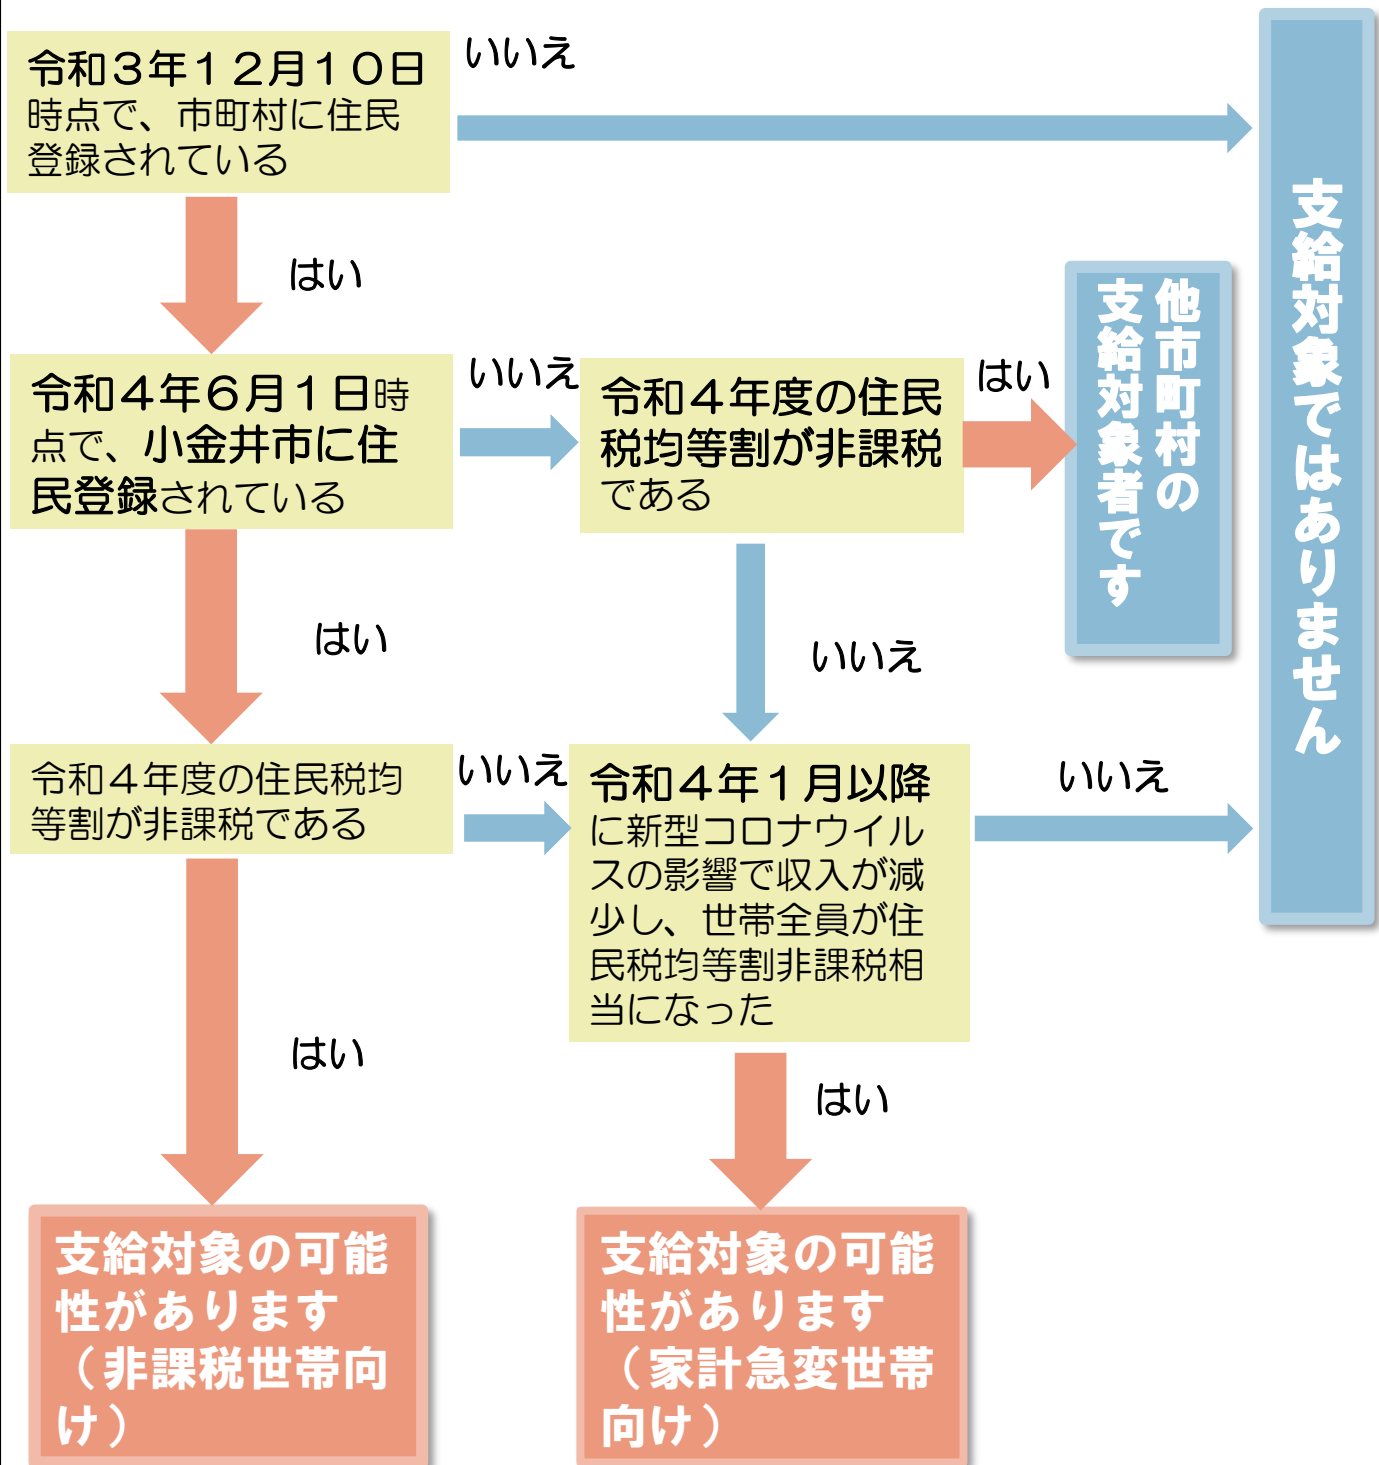 令和３年１２月１０日
時点で、市町村に住民
登録されている
いいえ
はい
令和４年６月１日時
点で、小金井市に住
民登録されている
いいえ
令和４年度の住民
税均等割が非課税
である
はい
他市町村の
支給対象者です
支給対象ではありません
はい
いいえ
令和４年度の住民税均
等割が非課税である
いいえ
令和４年１月以降
に新型コロナウイル
スの影響で収入が減
少し、世帯全員が住
民税均等割非課税相
当になった
いいえ
はい
はい
支給対象の可能
性があります
（非課税世帯向
け）
支給対象の可能
性があります
（家計急変世帯
向け）